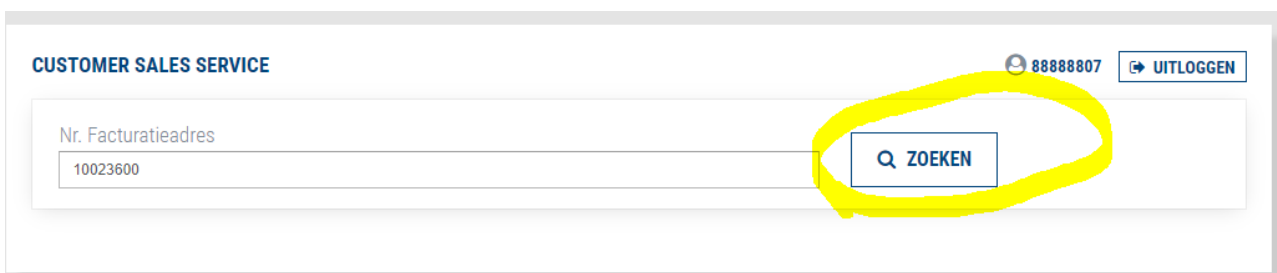 CUSTOMER SALES SERVICE
88888807
UITLOGGEN
Nr. Facturatieadres
10023600
ZOEKEN